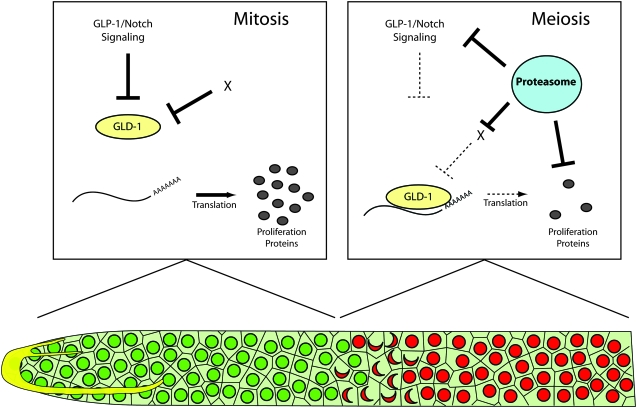 Mitosis
GLP-1/Notch
Signaling
X
GLD-1
AAAAAAA
Translation
Proliferation
Proteins
Meiosis
GLP-1/Notch
Signaling
Proteasome
X
GLD-1
AAAAAAA
Translation
Proliferation
Proteins